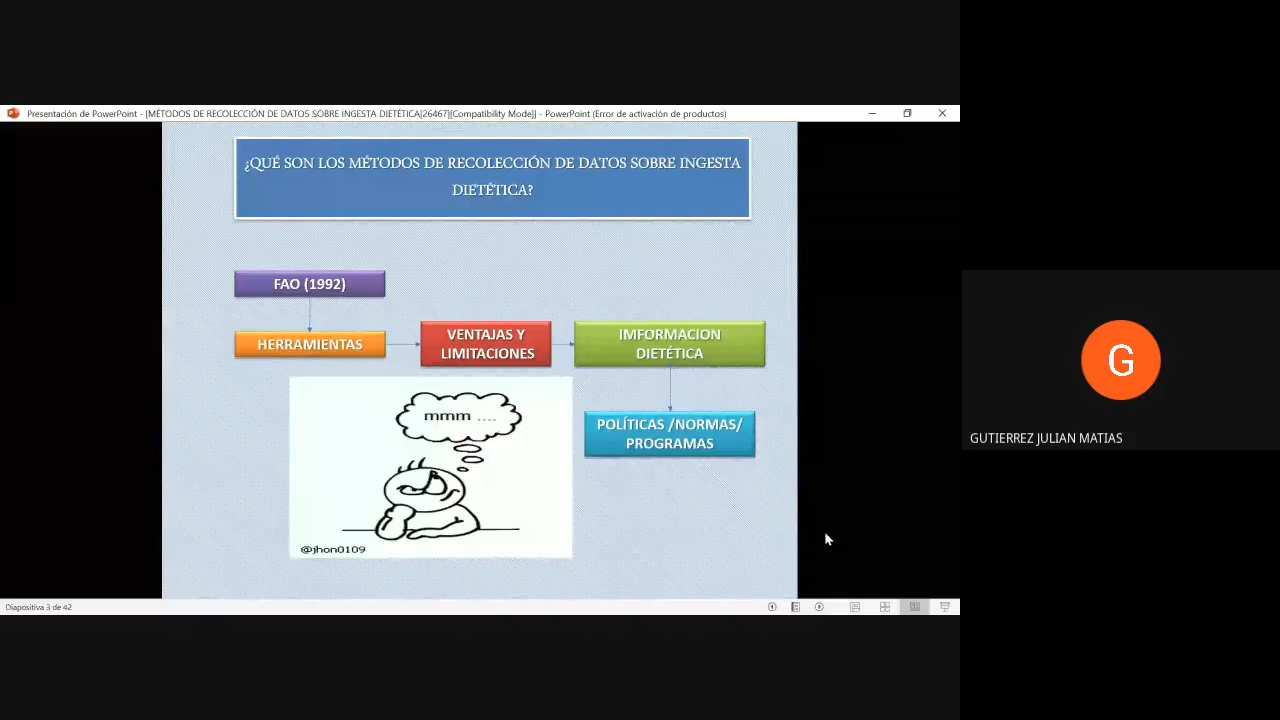 Presentación de PowerPoint - [MÉTODOS DE RECOLECCIÓN DE DATOS SOBRE INGESTA DIETÉTICA[26467][Compatibility Mode]] - PowerPoint (Error de activación de productos)
¿QUÉ SON LOS MÉTODOS DE RECOLECCIÓN DE DATOS SOBRE INGESTA
DIETÉTICA?
FAO (1992)
HERRAMIENTAS
VENTAJAS Y
LIMITACIONES
IMFORMACION
DIETÉTICA
POLÍTICAS /NORMAS/
PROGRAMAS
mmm ....
@jhon0109
Diapositiva 3 de 42
G
GUTIERREZ JULIAN MATIAS